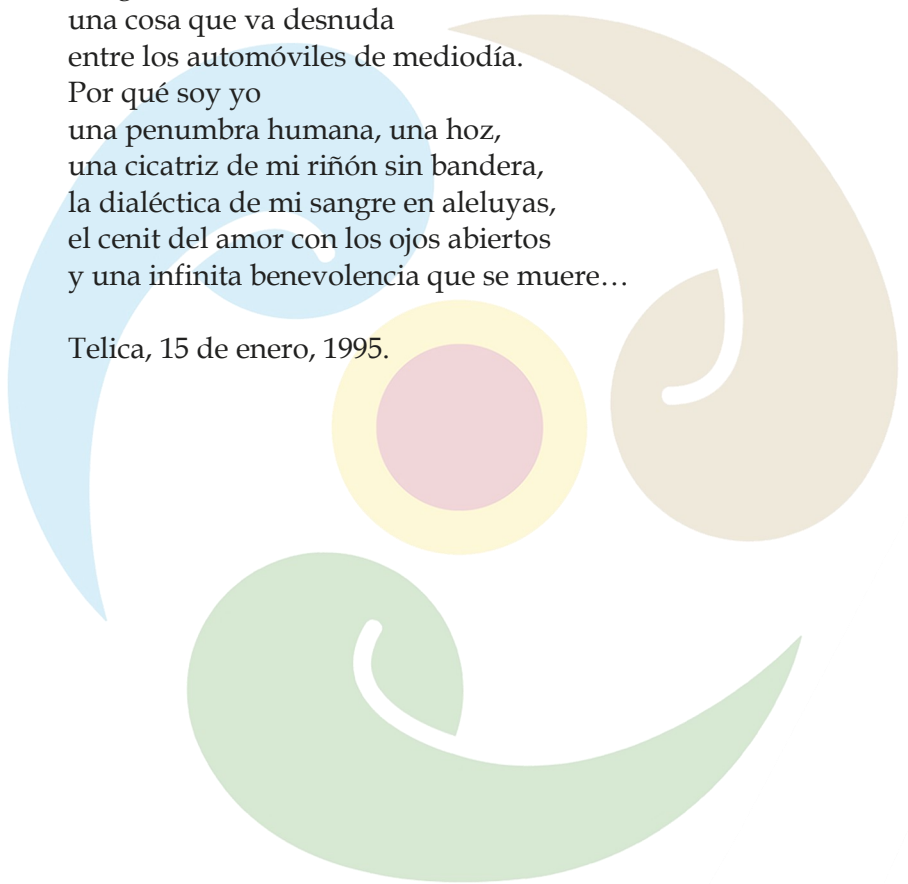 una cosa que va desnuda
entre los automóviles de mediodía.
Por qué soy yo
una penumbra humana, una hoz,
una cicatriz de mi riñón sin bandera,
la dialéctica de mi sangre en aleluyas,
el cenit del amor con los ojos abiertos
y una infinita benevolencia que se muere…
Telica, 15 de enero, 1995.